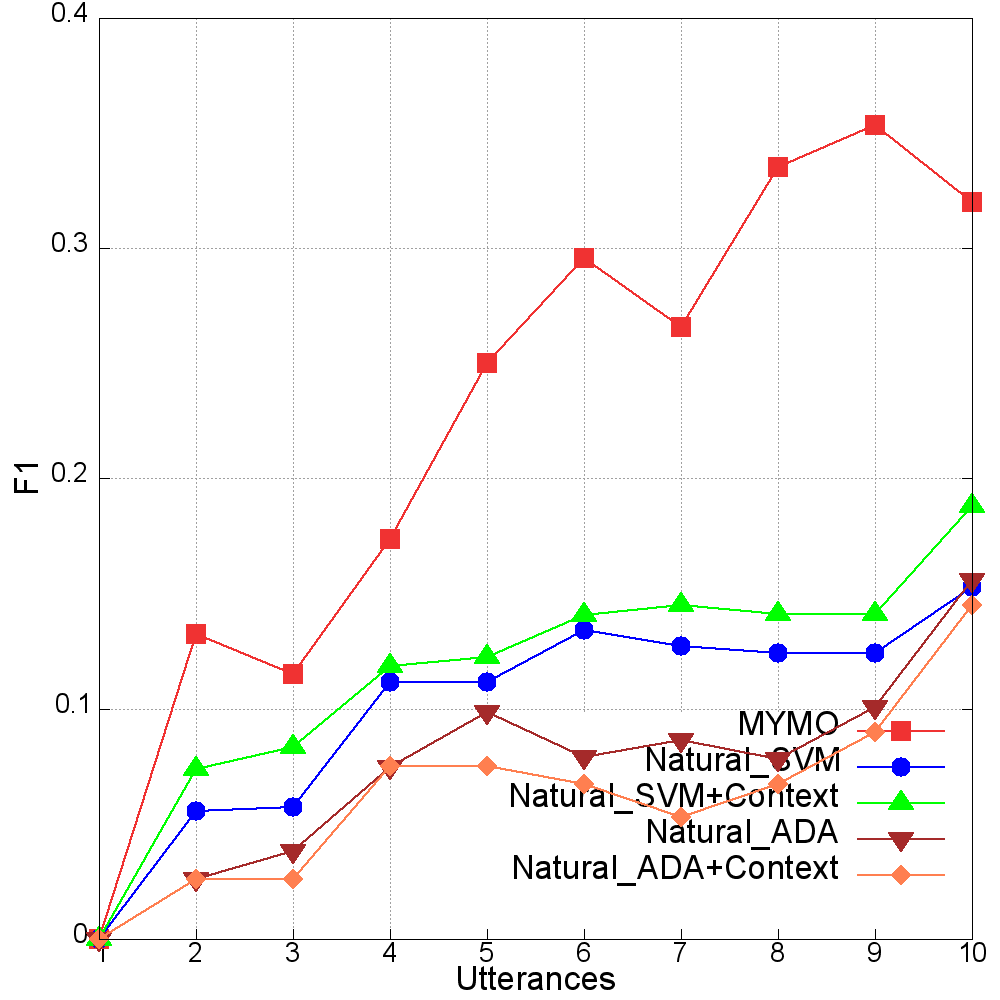 0.4
0.3
0.2
0.1
0
F1
MYMO
Natural_SVM
Natural_SVM+Context
Natural_ADA
Natural_ADA+Context
1 2 3 4 5 6 7 8 9 10
Utterances